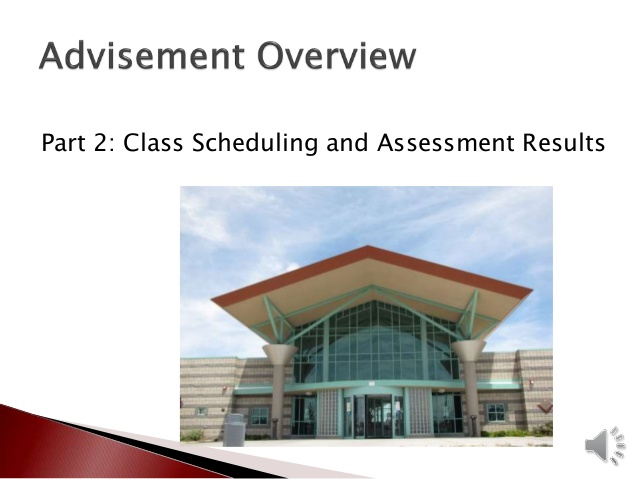 Advisement Overview
Part 2: Class Scheduling and Assessment Results